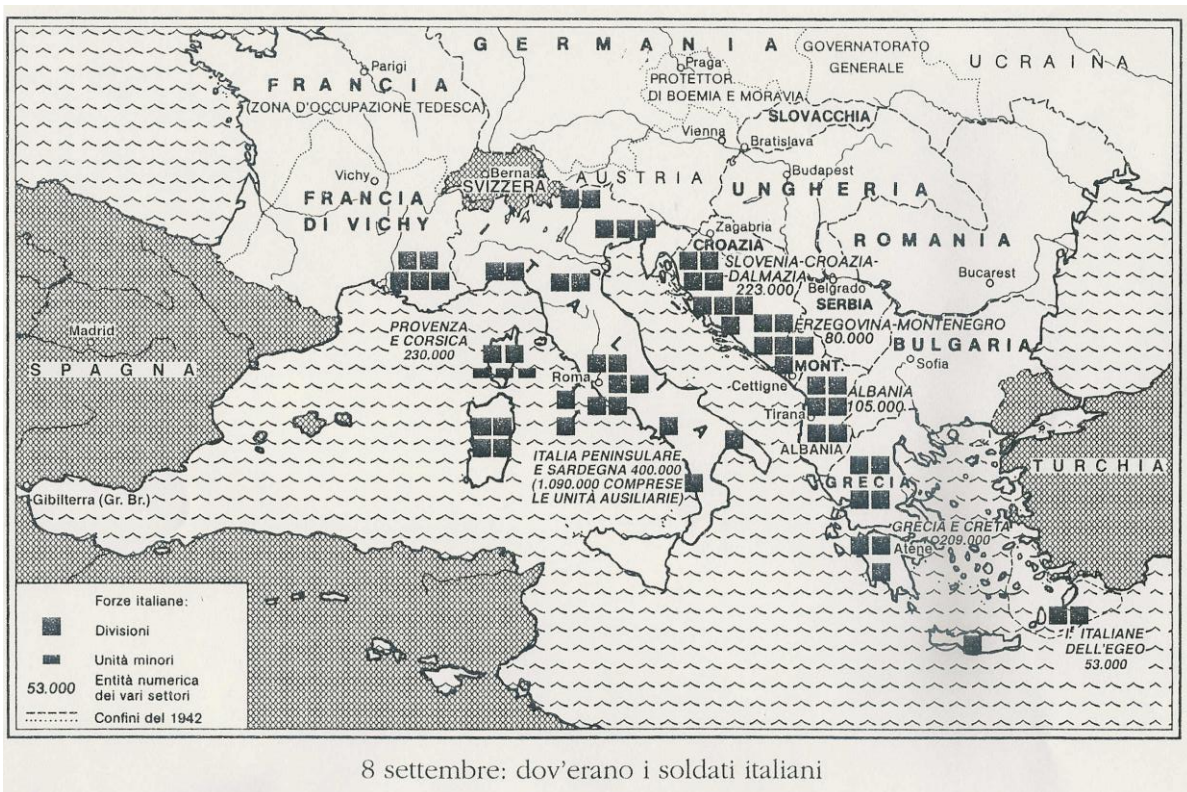 GERMANIA
GOVERNATORATO
GENERALE
UCRAINA
Praga
PROTETTOR.
DI BOEMIA E MORAVIA
Parigi
FRANCIA
(ZONA D'OCCUPAZIONE TEDESCA)
SLOVACCHIA
Vienna
Bratislava
Vichy
FRANCIA
DI VICHY
Berna
SVIZZERA
AUSTRIA
Budapest
UNGHERIA
ROMANIA
Bucarest
Zagabria
CROAZIA
SLOVENIA-CROAZIA-
DALMAZIA
223.000
Belgrado
SERBIA
ERZEGOVINA-MONTENEGRO
80.000
BULGARIA
Sofia
MONT.
Cettigne
ITALIA
PROVENZA
E CORSICA
230.000
Madrid
SPAGNA
Roma
ALBANIA
105.000
Tirana
ALBANIA
ITALIA PENINSULARE
E SARDEGNA 400.000
(1.090.000 COMPRESE
LE UNITÀ AUSILIARIE)
GRECIA
TURCHIA
Gibilterra (Gr. Br.)
GRECIA E CRETA
209.000
Atene
I. ITALIANE
DELL'EGEO
53.000
Forze italiane:
Divisioni
Unità minori
53.000
Entità numerica
dei vari settori
Confini del 1942
8 settembre: dov'erano i soldati italiani